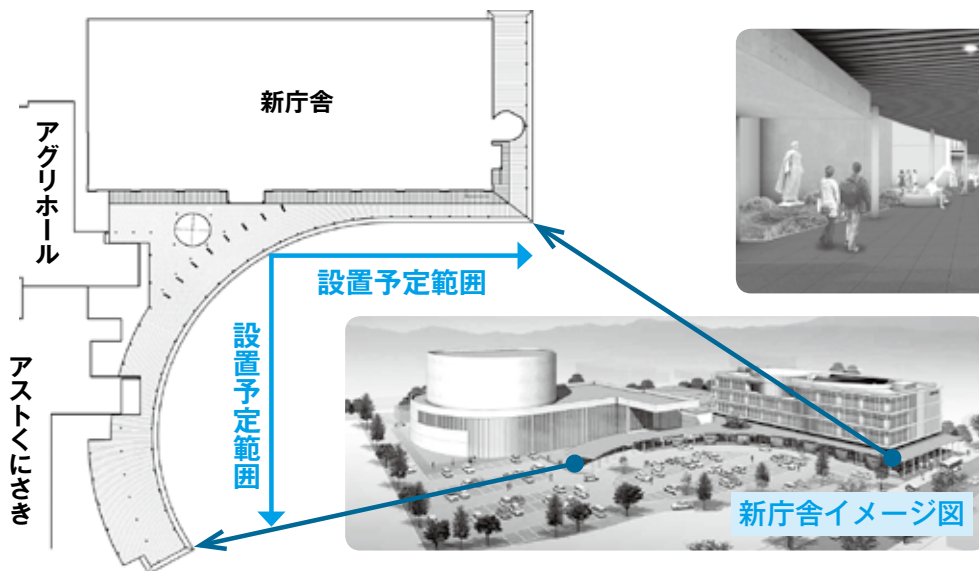 新庁舎
アグリホール
設置予定範囲
設置予定範囲
アストくにさき
新庁舎イメージ図